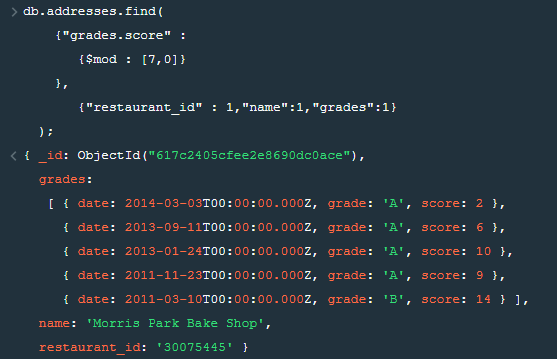 > db.addresses.find(
{"grades.score" :
{$mod : [7,0]}
},
{"restaurant_id" : 1,"name":1,"grades":1}
);
< { _id: ObjectId("617c2405cfee2e8690dc0ace"),
grades:
[ { date: 2014-03-03T00:00:00.000Z, grade: 'A', score: 2 },
{ date: 2013-09-11T00:00:00.000Z, grade: 'A', score: 6 },
{ date: 2013-01-24T00:00:00.000Z, grade: 'A', score: 10 },
{ date: 2011-11-23T00:00:00.000Z, grade: 'A', score: 9 },
{ date: 2011-03-10T00:00:00.000Z, grade: 'B', score: 14 } ],
name: 'Morris Park Bake Shop',
restaurant_id: '30075445' }